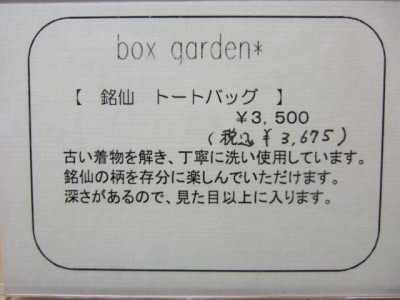 box garden*
【 銘仙 トートバッグ 】
￥3,500
(税込 ￥3,675)
古い着物を解き、丁寧に洗い使用しています。
銘仙の柄を存分に楽しんでいただけます。
深さがあるので、見た目以上に入ります。